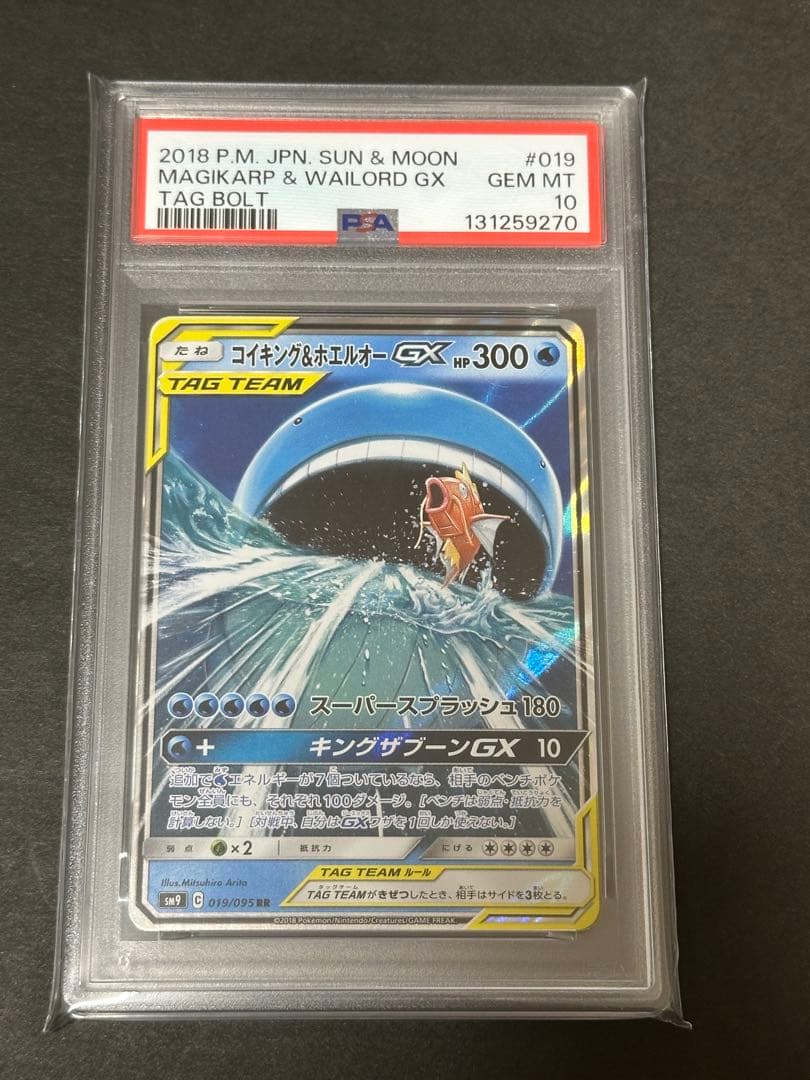 2018 P.M. JPN. SUN & MOON #019
MAGIKARP & WAILORD GX GEM MT
TAG BOLT 10
PSA 131259270
たね コイキング&ホエルオーGX HP300
TAG TEAM
スーパースプラッシュ 180
+ キングザブーンGX 10
追加で エネルギーが7個ついているなら、相手のベンチポケ
モン全員にも、それぞれ100ダメージ。[ベンチは弱点・抵抗力を
計算しない。] [対戦中、自分はGXワザを1回しか使えない。]
弱点 ×2 抵抗力 にげる
TAG TEAM ルール
TAG TEAMがきぜつしたとき、相手はサイドを3枚とる。
Illus.Mitsuhiro Arita
SM9 C 019/095 RR
©2018 Pokémon/Nintendo/Creatures/GAME FREAK.